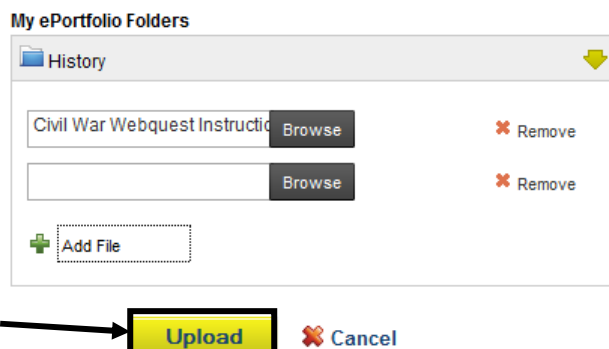 My ePortfolio Folders
History
Civil War Webquest Instructio Browse Remove
Browse Remove
Add File
Upload Cancel